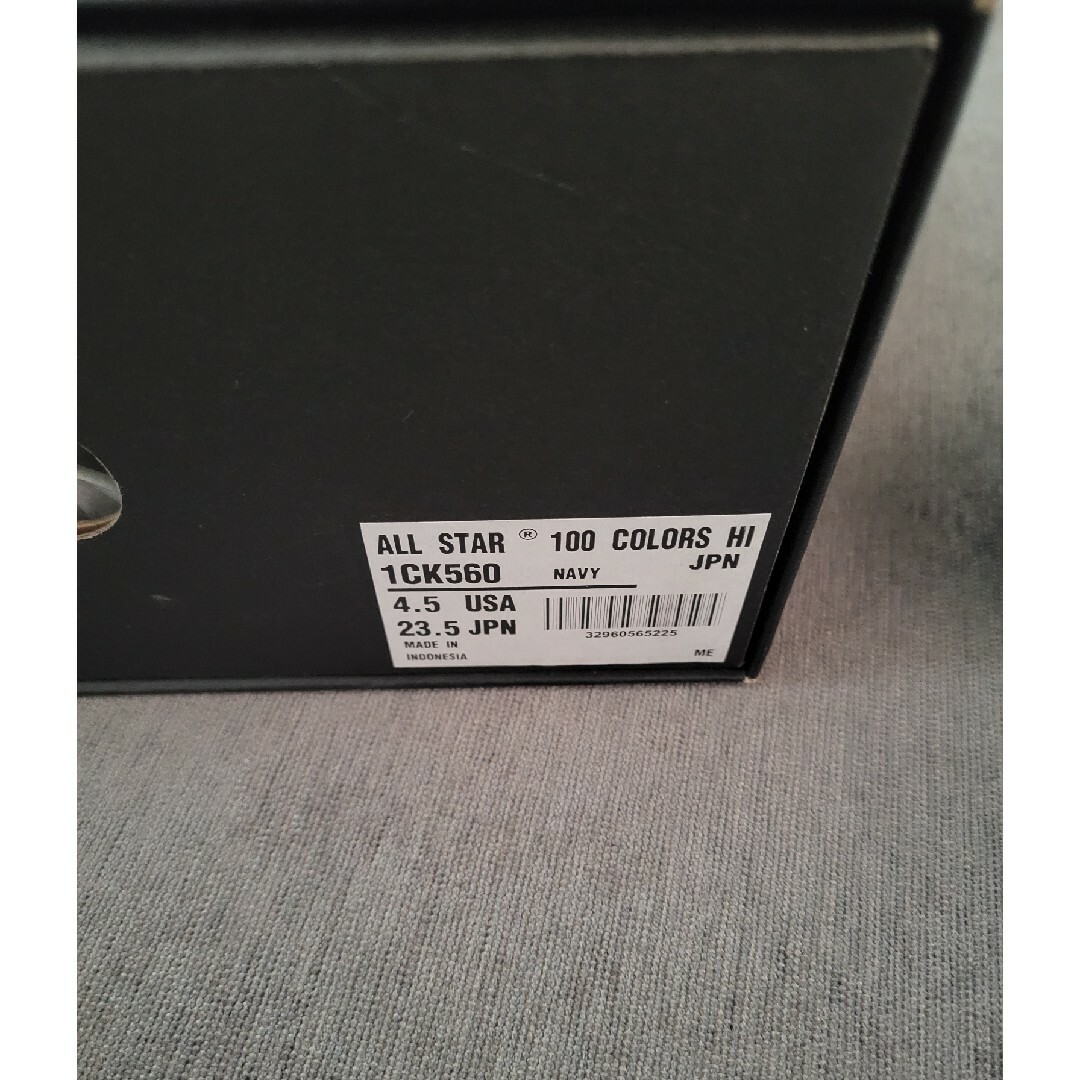 ALL STAR ® 100 COLORS HI
JPN
1CK560 NAVY
4.5 USA
23.5 JPN
32960565225
MADE IN
INDONESIA
ME